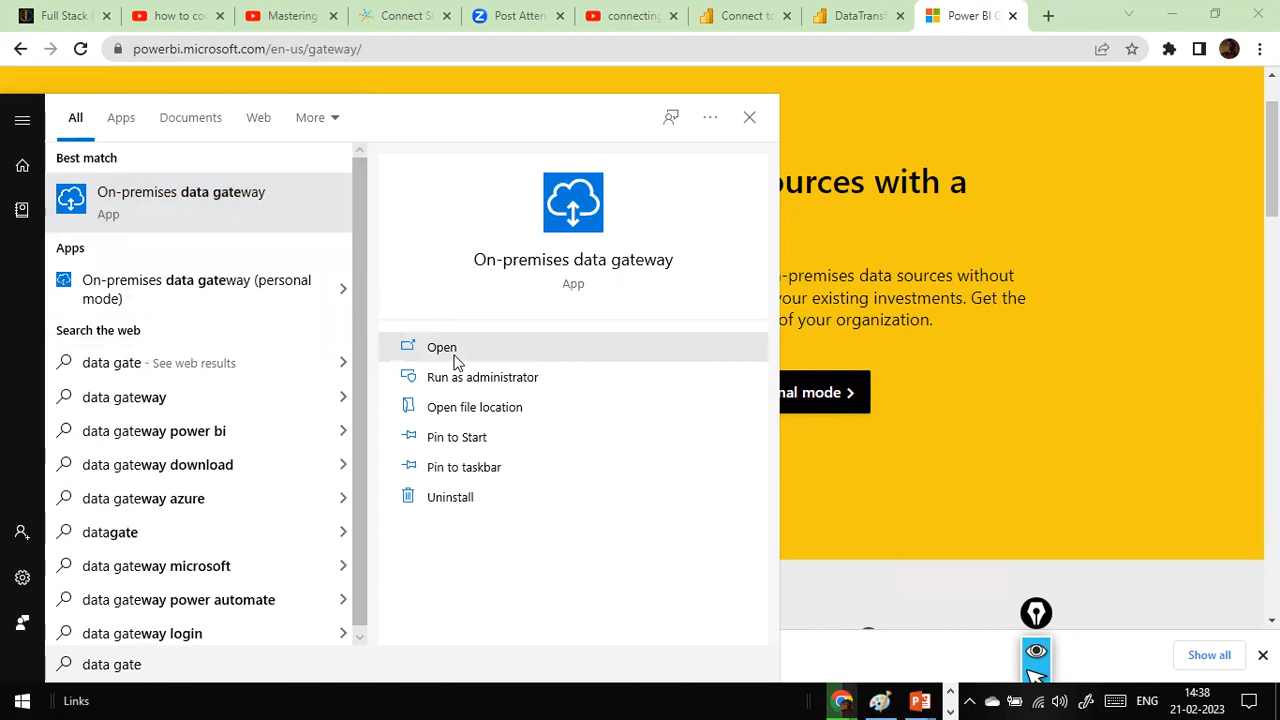 Full Stack
how to co
Mastering
Connect S
Post Atten
connecting
Connect to
DataTrans
Power BI G
powerbi.microsoft.com/en-us/gateway/
All
Apps
Documents
Web
More
Best match
On-premises data gateway
App
Apps
On-premises data gateway (personal
mode)
Search the web
data gate - See web results
data gateway
data gateway power bi
data gateway download
data gateway azure
datagate
data gateway microsoft
data gateway power automate
data gateway login
data gate
On-premises data gateway
App
Open
Run as administrator
Open file location
Pin to Start
Pin to taskbar
Uninstall
ources with a
-premises data sources without
your existing investments. Get the
of your organization.
nal mode
Show all
Links
ENG
14:38
21-02-2023